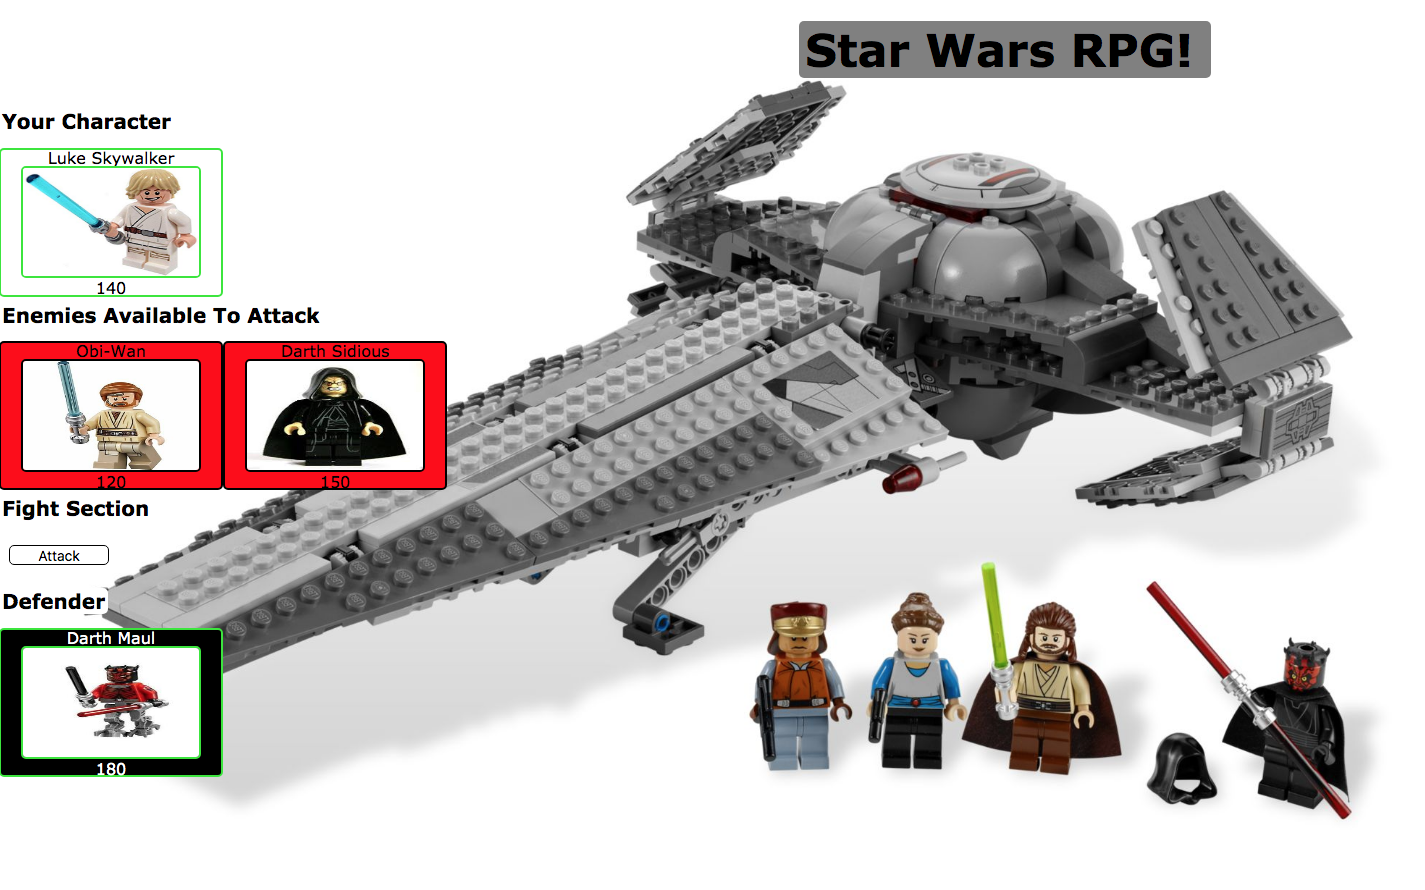 Star Wars RPG!
Your Character
Luke Skywalker
140
Enemies Available To Attack
Obi-Wan
Darth Sidious
120
150
Fight Section
Attack
Defender
Darth Maul
180